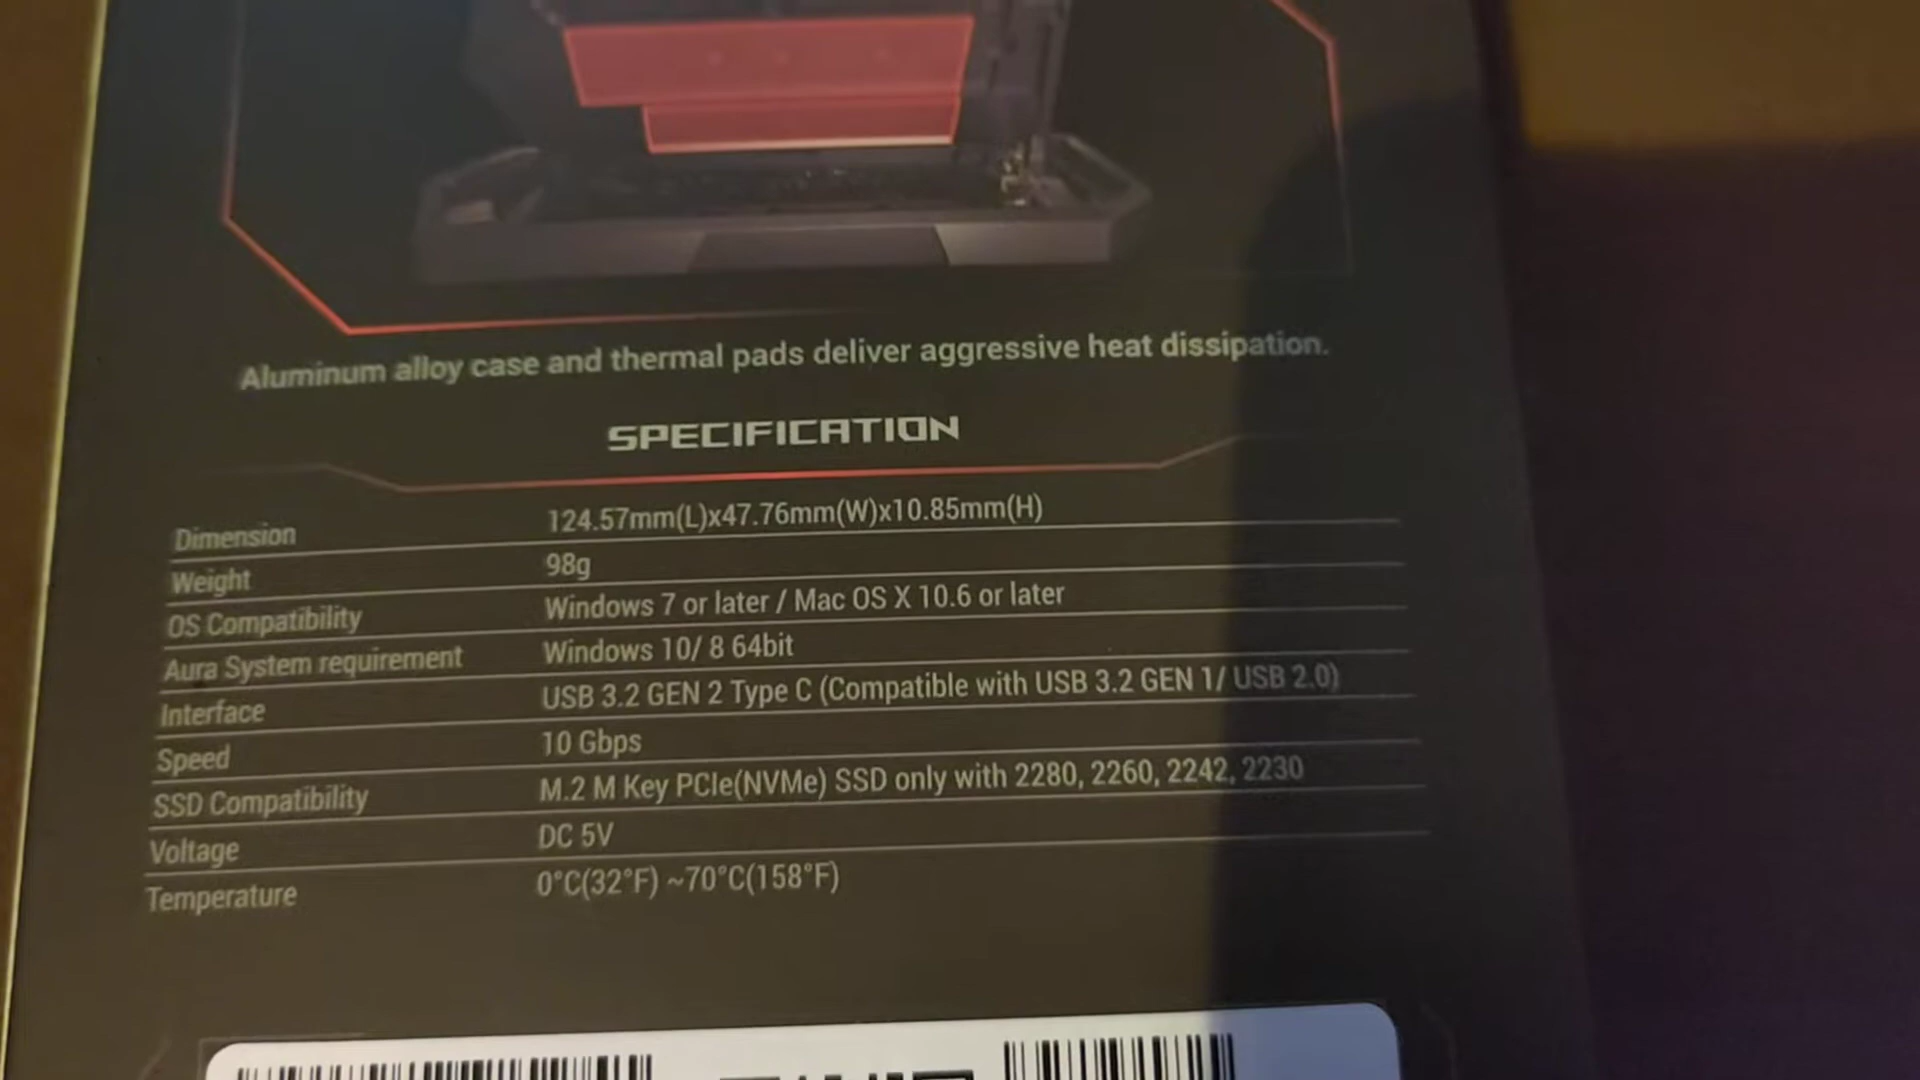 Aluminum alloy case and thermal pads deliver aggressive heat dissipation.
SPECIFICATION
Dimension 124.57mm(L)x47.76mm(W)x10.85mm(H)
Weight 98g
OS Compatibility Windows 7 or later / Mac OS X 10.6 or later
Aura System requirement Windows 10/ 8 64bit
Interface USB 3.2 GEN 2 Type C (Compatible with USB 3.2 GEN 1/ USB 2.0)
Speed 10 Gbps
SSD Compatibility M.2 M Key PCIe(NVMe) SSD only with 2280, 2260, 2242, 2230
Voltage DC 5V
Temperature 0°C(32°F) ~70°C(158°F)